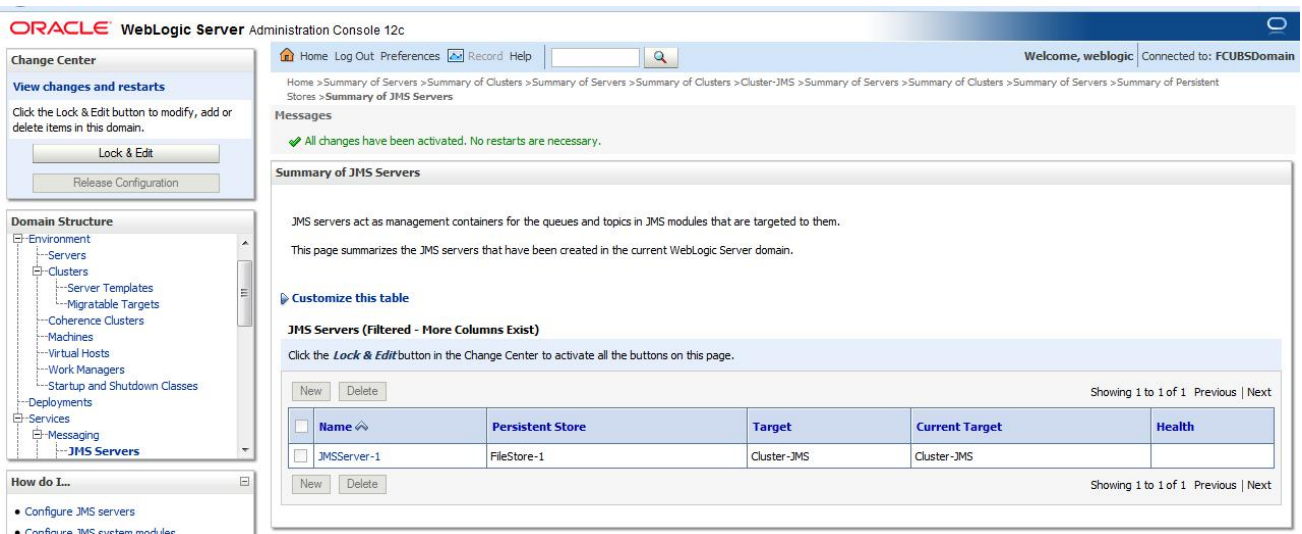 ORACLE WebLogic Server Administration Console 12c
Change Center
View changes and restarts
Click the Lock & Edit button to modify, add or
delete items in this domain.
Lock & Edit
Release Configuration
Domain Structure
Environment
Servers
Clusters
Server Templates
Migratable Targets
Coherence Clusters
Machines
Virtual Hosts
Work Managers
Startup and Shutdown Classes
Deployments
Services
Messaging
JMS Servers
How do I...
Configure JMS servers
Configure JMS system modules
Home Log Out Preferences Record Help
Welcome, weblogic Connected to: FCUBSDomain
Home >Summary of Servers >Summary of Clusters >Summary of Servers >Summary of Clusters >Cluster-JMS >Summary of Servers >Summary of Clusters >Summary of Servers >Summary of Persistent
Stores >Summary of JMS Servers
Messages
All changes have been activated. No restarts are necessary.
Summary of JMS Servers
JMS servers act as management containers for the queues and topics in JMS modules that are targeted to them.
This page summarizes the JMS servers that have been created in the current WebLogic Server domain.
Customize this table
JMS Servers (Filtered - More Columns Exist)
Click the Lock & Edit button in the Change Center to activate all the buttons on this page.
New Delete Showing 1 to 1 of 1 Previous | Next
Name Persistent Store Target Current Target Health
JMSServer-1 FileStore-1 Cluster-JMS Cluster-JMS
New Delete Showing 1 to 1 of 1 Previous | Next